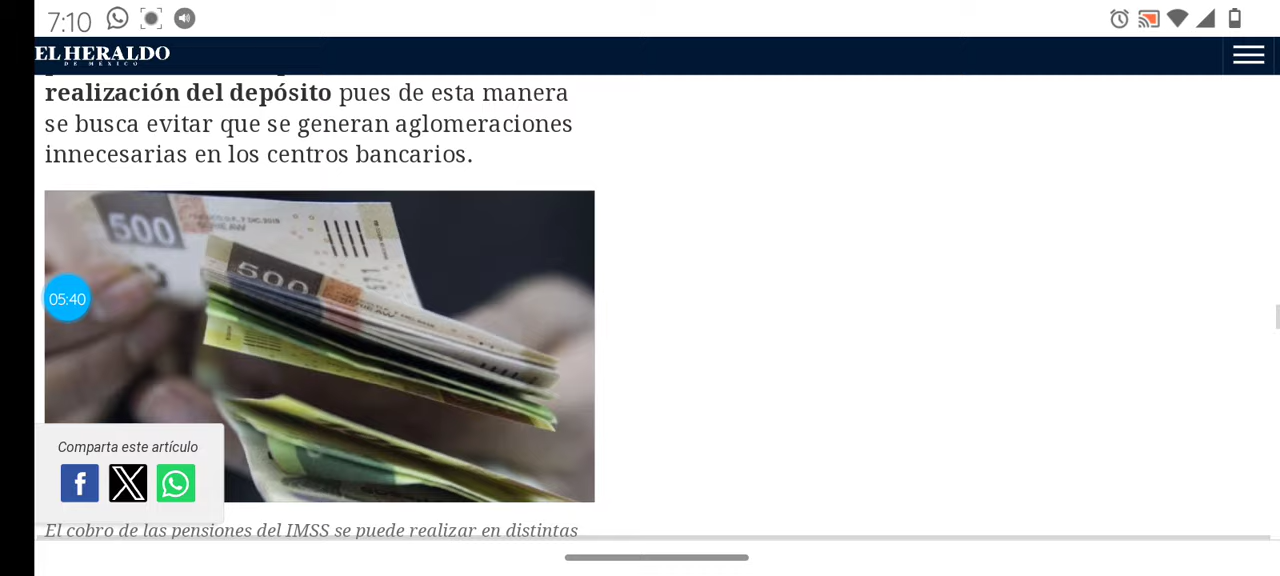 7:10
EL HERALDO
DE MÉXICO
realización del depósito pues de esta manera
se busca evitar que se generan aglomeraciones
innecesarias en los centros bancarios.
500
500
05:40
Comparta este artículo
El cobro de las pensiones del IMSS se puede realizar en distintas